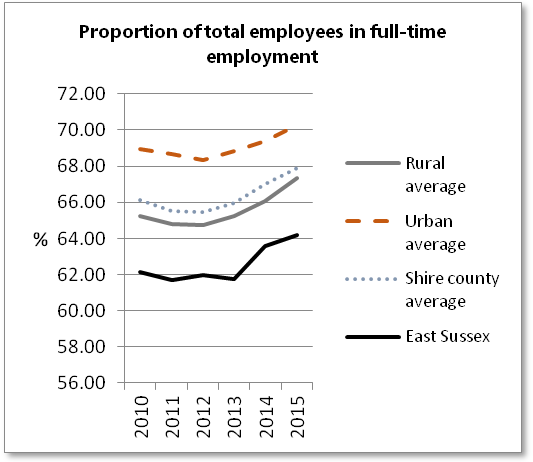 Proportion of total employees in full-time
employment
72.00
70.00
68.00
66.00
64.00
62.00
60.00
58.00
56.00
%
2010
2011
2012
2013
2014
2015
Rural
average
Urban
average
Shire county
average
East Sussex